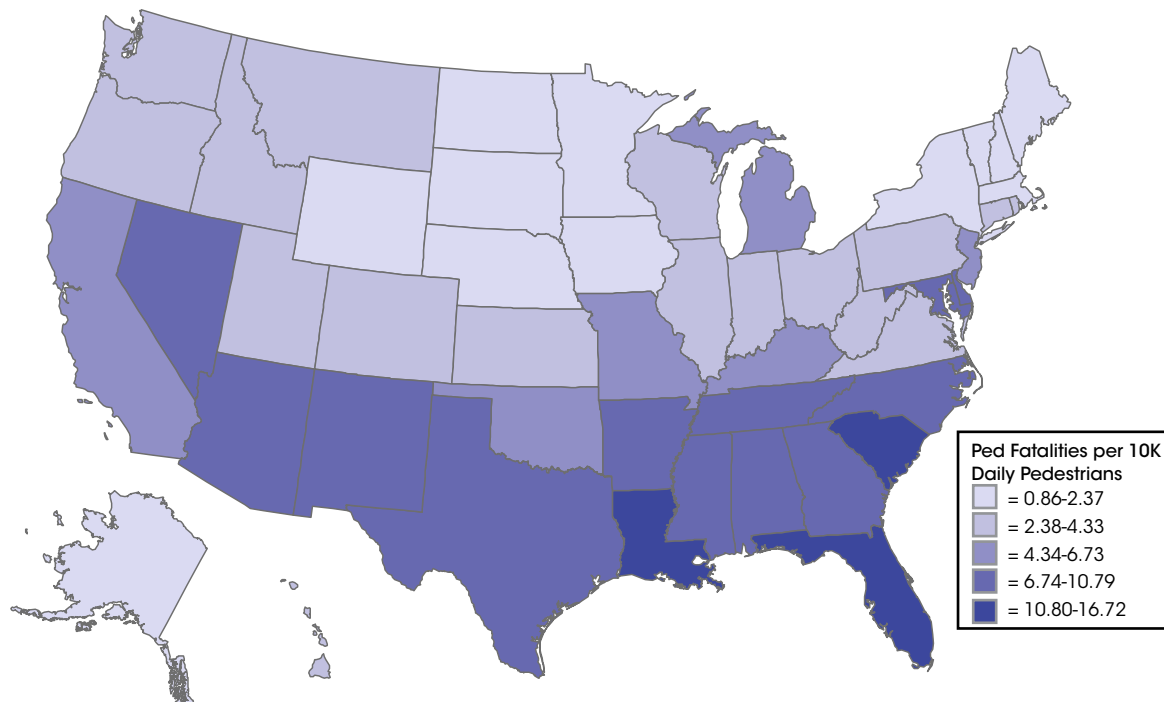 Ped Fatalities per 10K
Daily Pedestrians
= 0.86-2.37
= 2.38-4.33
= 4.34-6.73
= 6.74-10.79
= 10.80-16.72